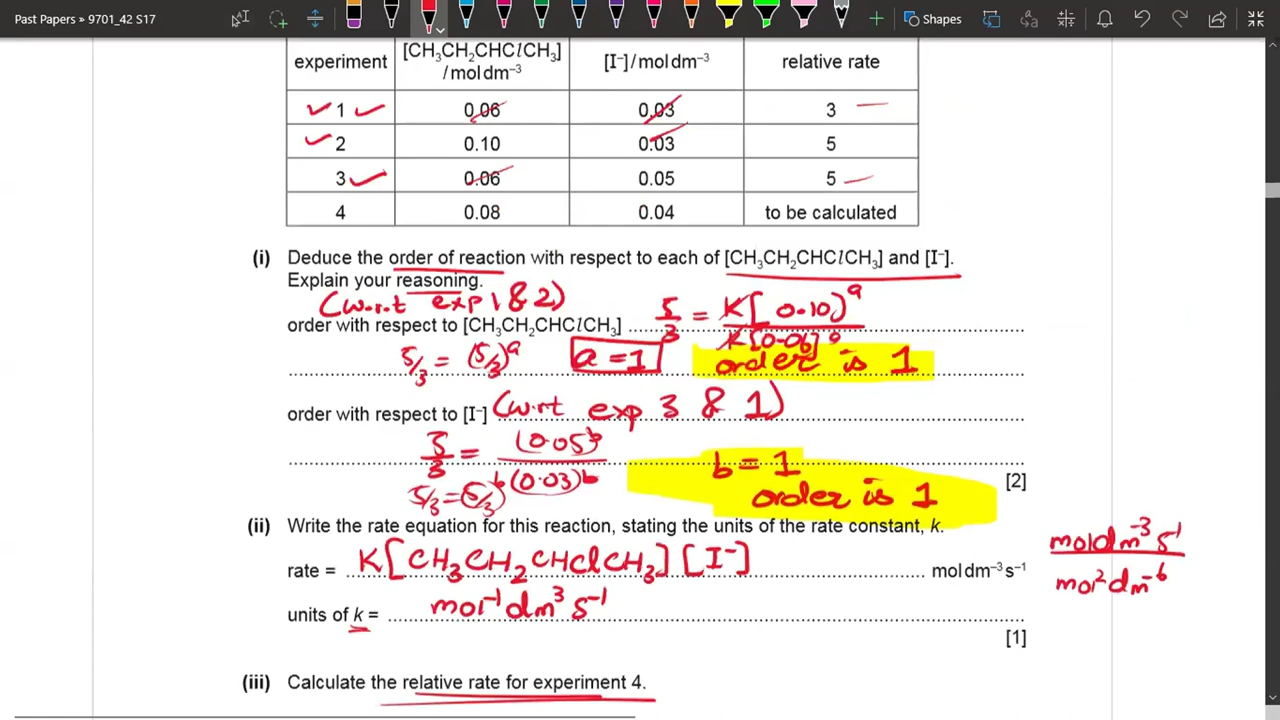 Past Papers » 9701_42 S17
Shapes
experiment [CH₃CH₂CHClCH₃] /mol dm⁻³ [I⁻]/mol dm⁻³ relative rate
1 0.06 0.03 3
2 0.10 0.03 5
3 0.06 0.05 5
4 0.08 0.04 to be calculated
(i) Deduce the order of reaction with respect to each of [CH₃CH₂CHClCH₃] and [I⁻].
Explain your reasoning.
(w.r.t exp 1 & 2)
order with respect to [CH₃CH₂CHClCH₃] 5/3 = K[0.10)ᵃ / K[0.06]ᵃ
5/3 = (5/3)ᵃ a = 1 order is 1
order with respect to [I⁻] (w.r.t exp 3 & 1)
5/3 = (0.05)ᵇ / (0.03)ᵇ b = 1
[2]
5/3 = (5/3)ᵇ order is 1
(ii) Write the rate equation for this reaction, stating the units of the rate constant, k.
rate = K[CH₃CH₂CHClCH₃][I⁻] mol dm⁻³ s⁻¹
moldm⁻³ s⁻¹ / mol² dm⁻⁶
units of k = mol⁻¹ dm³ s⁻¹
[1]
(iii) Calculate the relative rate for experiment 4.